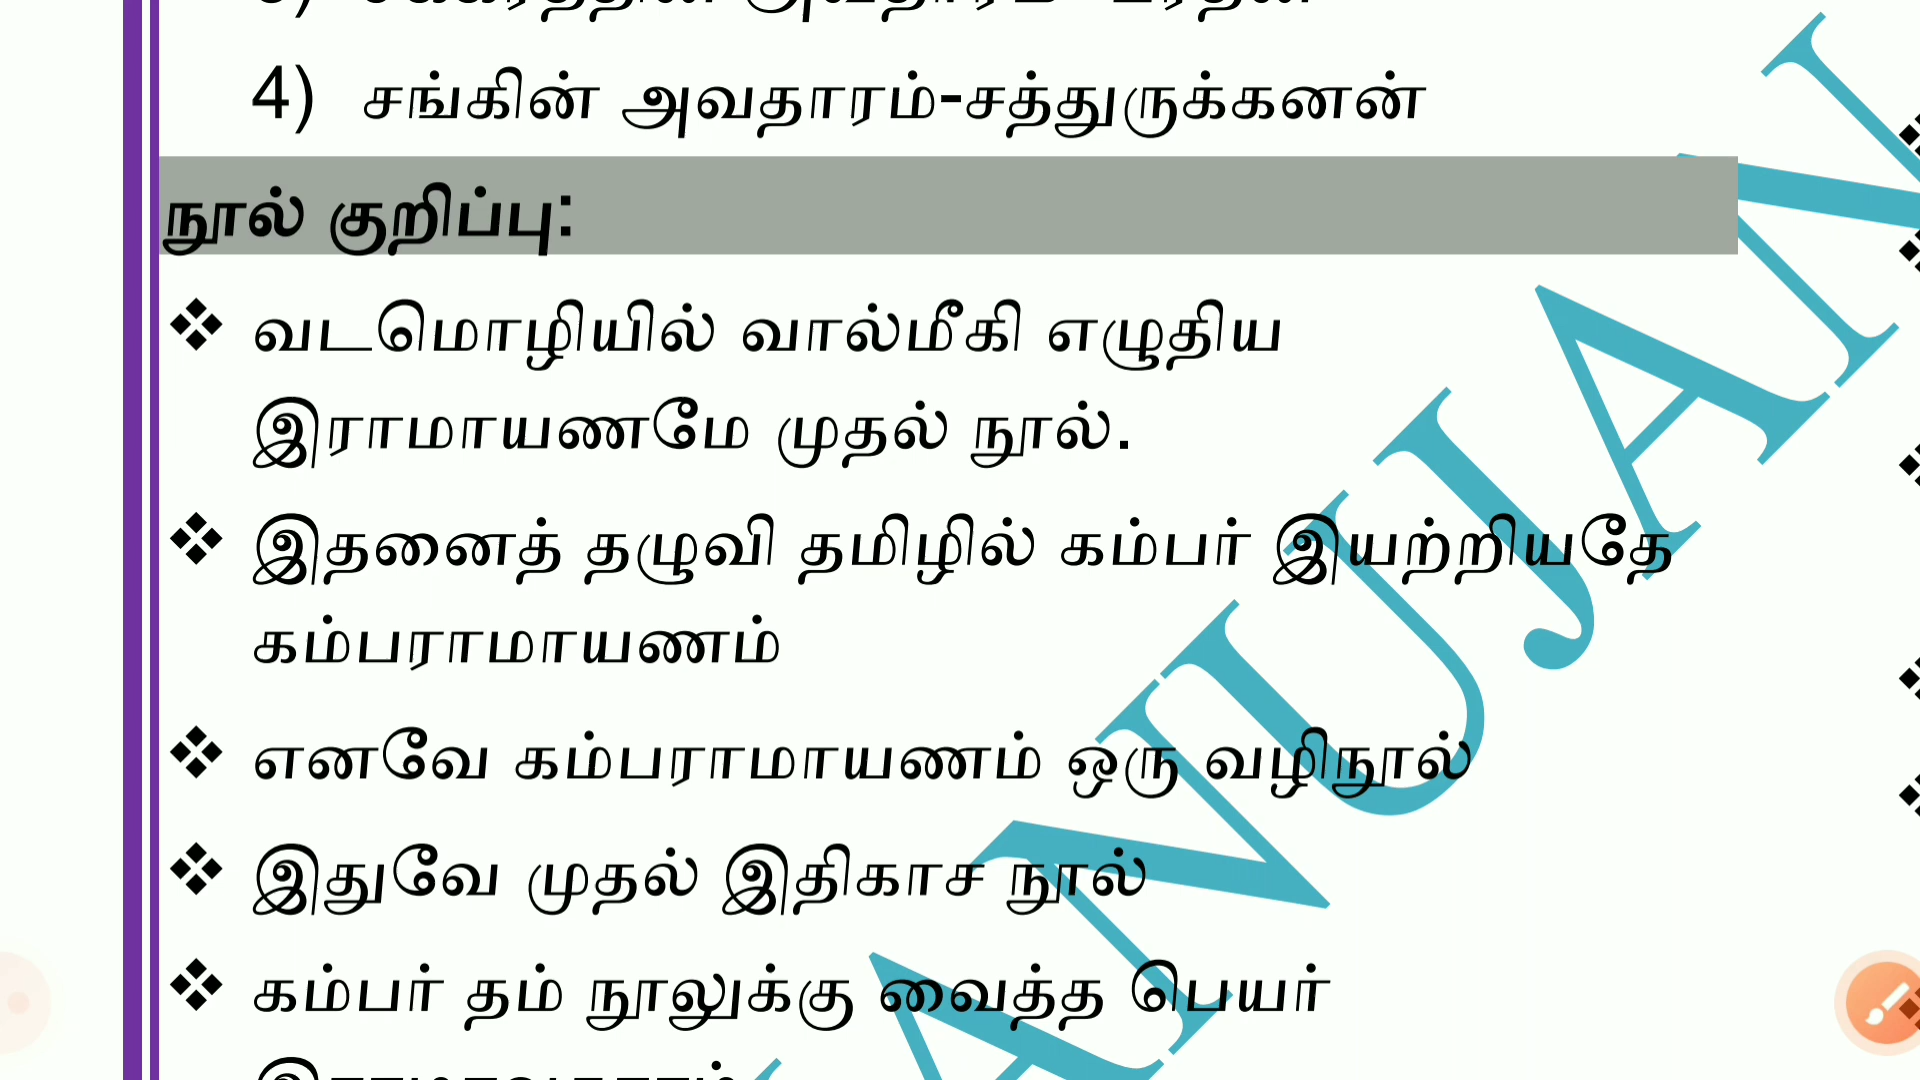 4) சங்கின் அவதாரம்-சத்துருக்கனன்
நூல் குறிப்பு:
❖ வடமொழியில் வால்மீகி எழுதிய
இராமாயணமே முதல் நூல்.
❖ இதனைத் தழுவி தமிழில் கம்பர் இயற்றியதே
கம்பராமாயணம்
❖ எனவே கம்பராமாயணம் ஒரு வழிநூல்
❖ இதுவே முதல் இதிகாச நூல்
❖ கம்பர் தம் நூலுக்கு வைத்த பெயர்